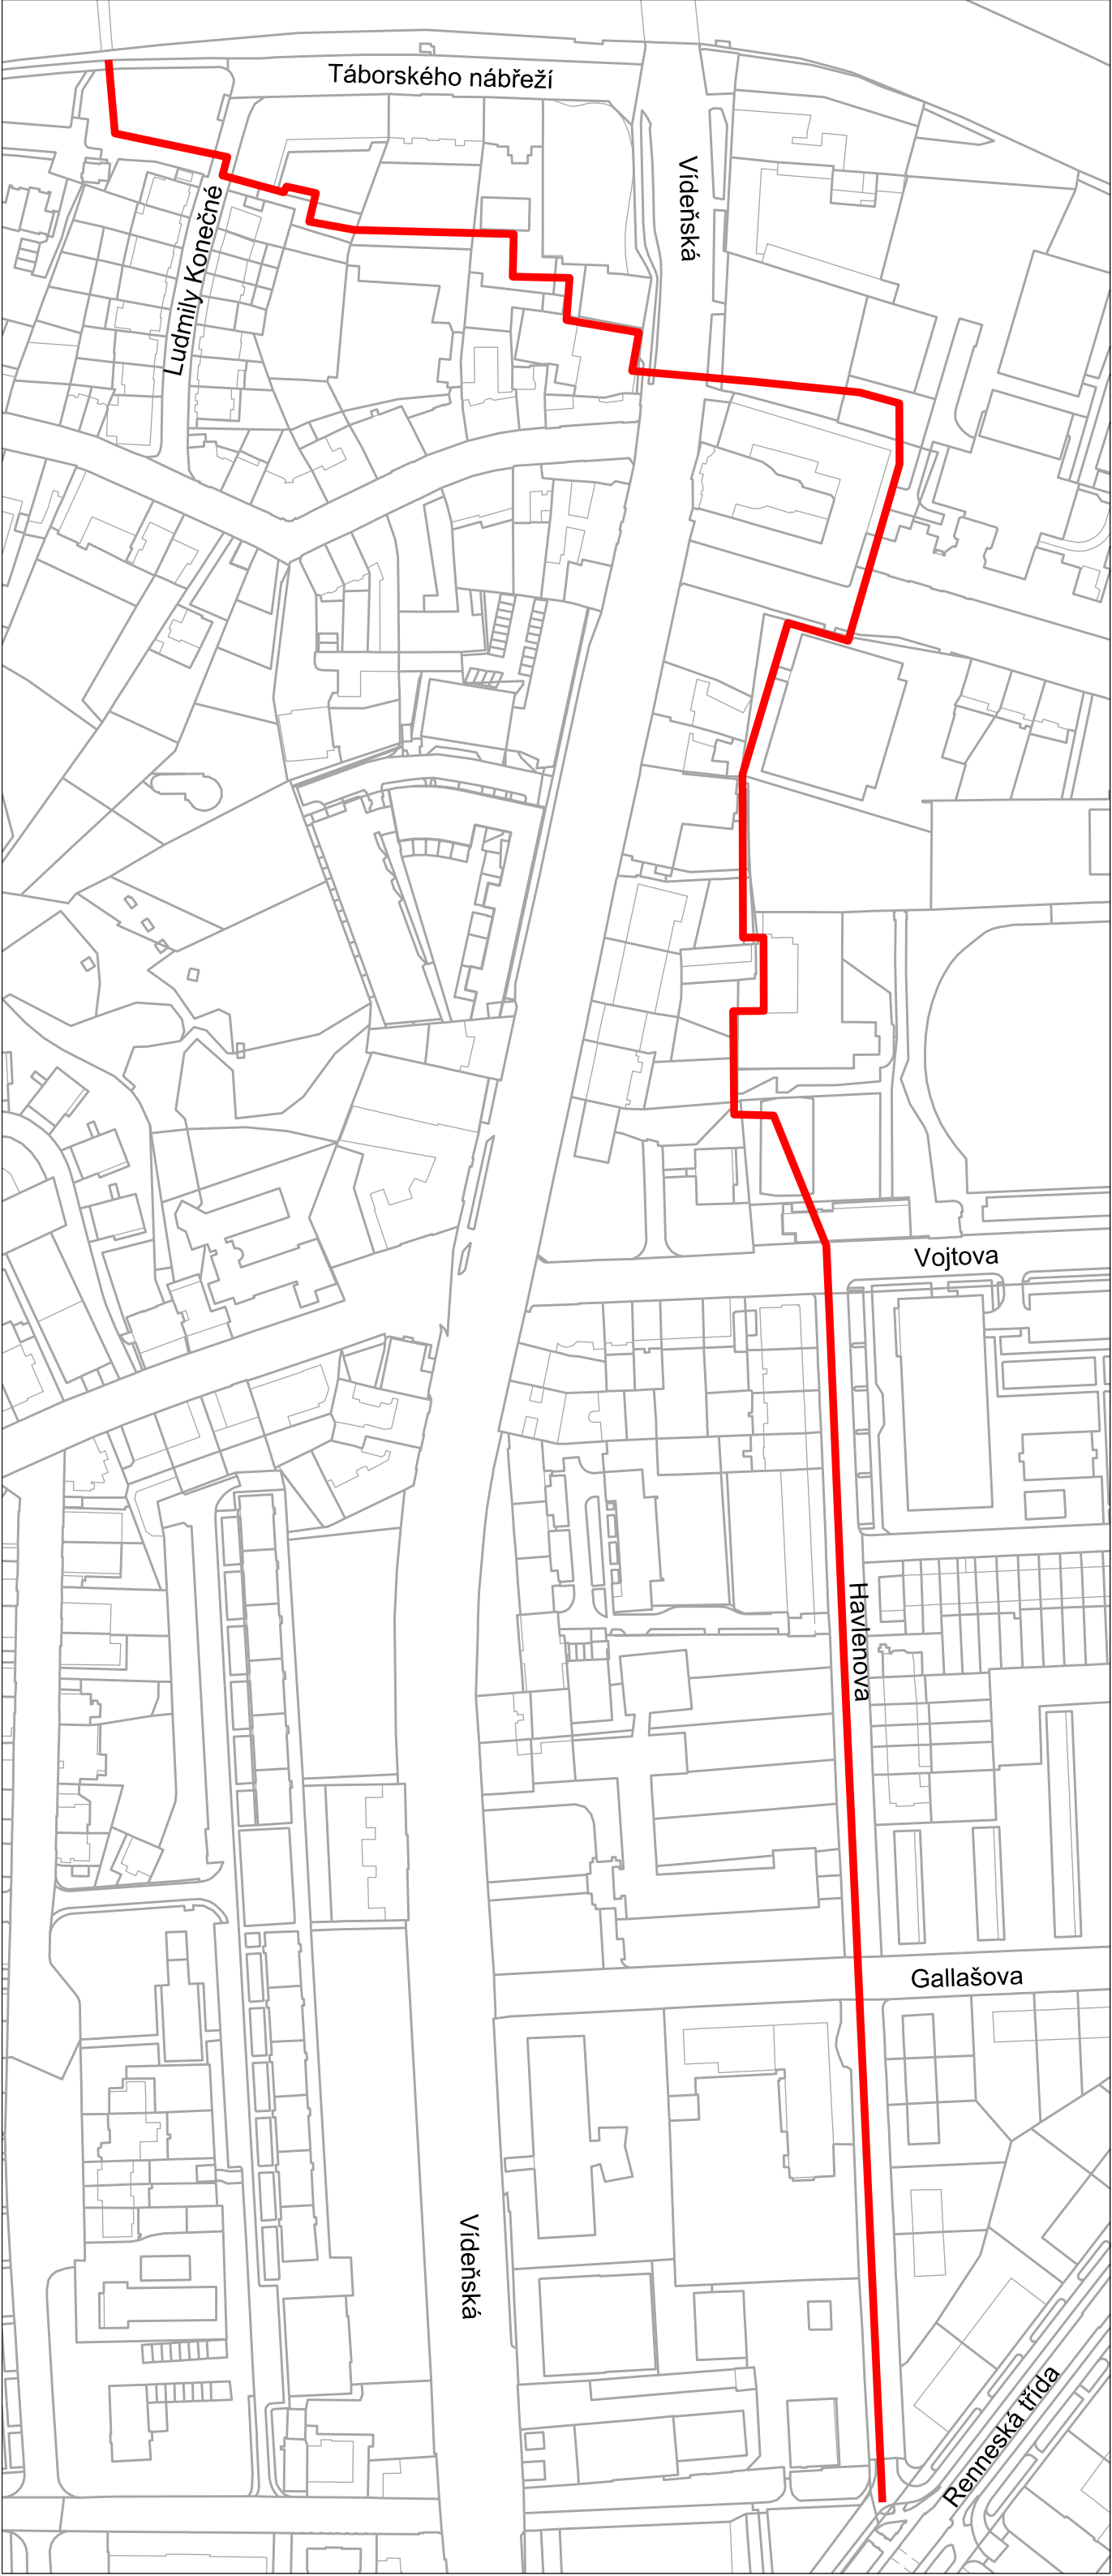 Táborského nábřeží
Vídeňská
Ludmily Konečné
Vojtova
Havlenova
Gallašova
Vídeňská
Renneská třída